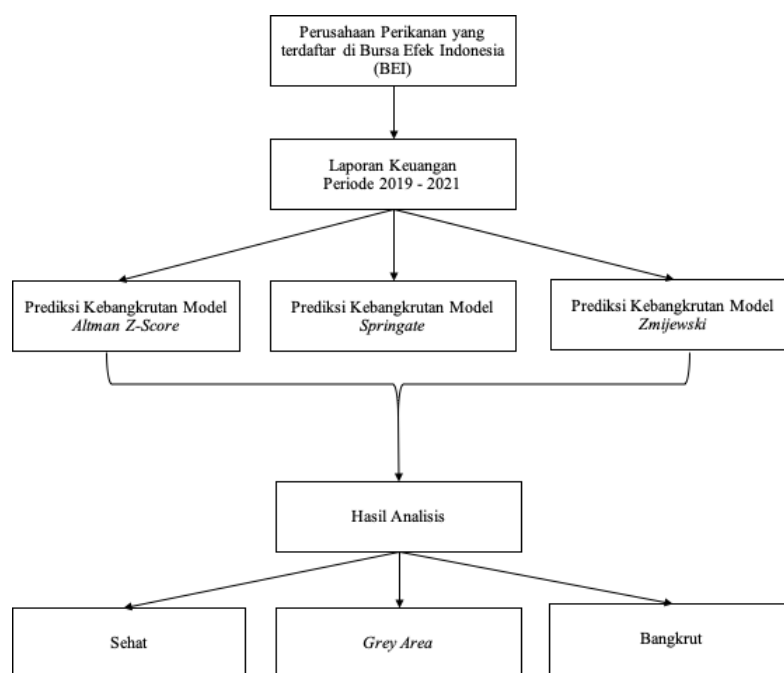 Perusahaan Perikanan yang
terdaftar di Bursa Efek Indonesia
(BEI)
Laporan Keuangan
Periode 2019 - 2021
Prediksi Kebangkrutan Model
Altman Z-Score
Prediksi Kebangkrutan Model
Springate
Prediksi Kebangkrutan Model
Zmijewski
Hasil Analisis
Sehat
Grey Area
Bangkrut